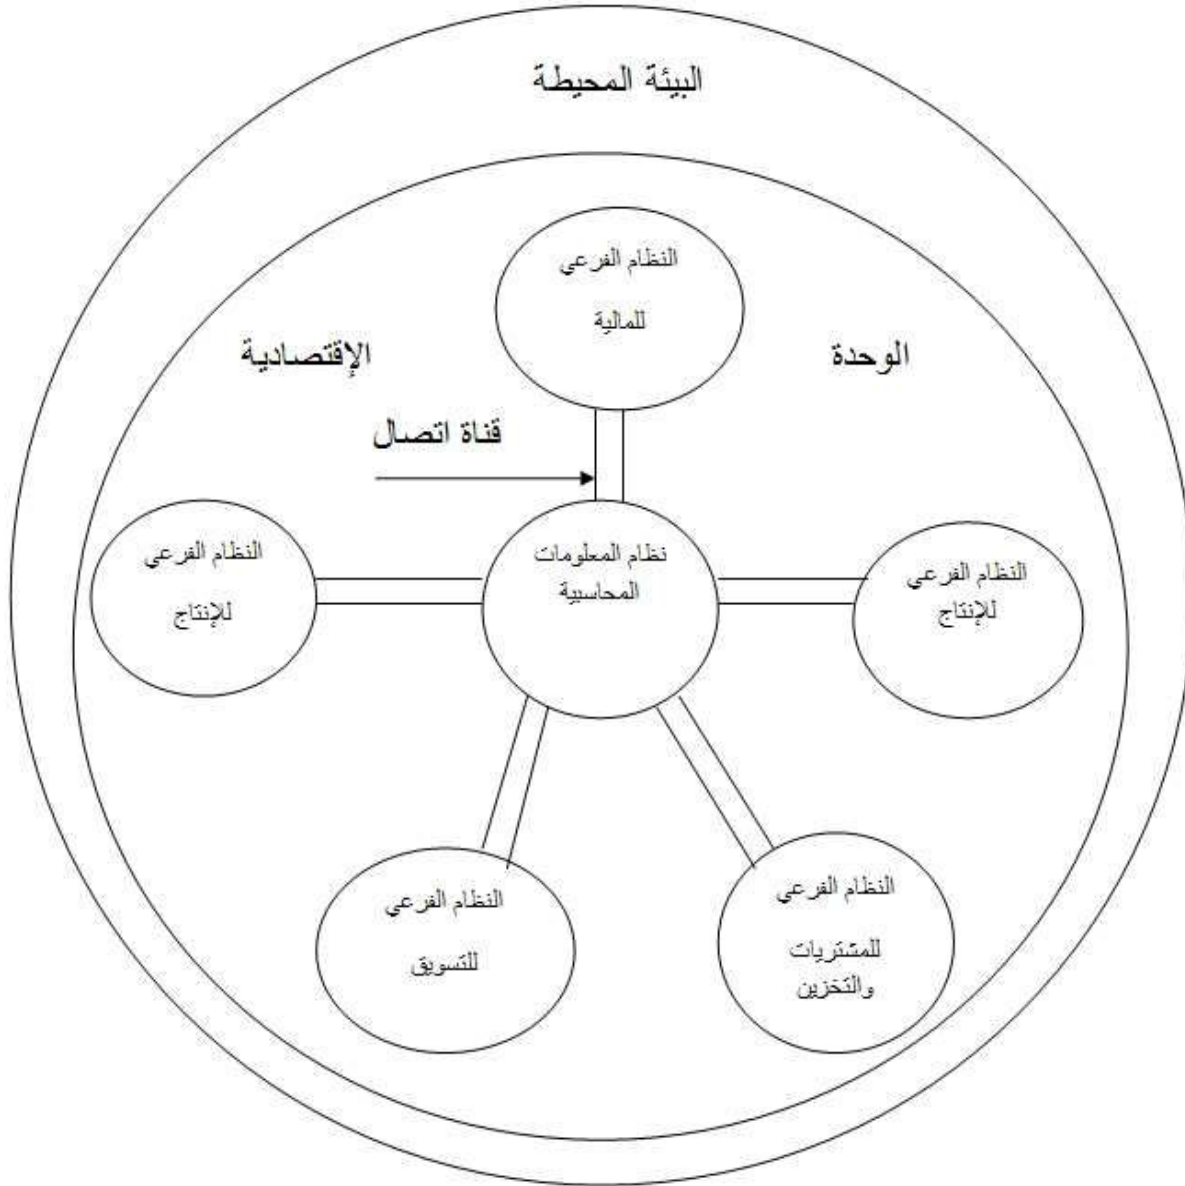 البيئة المحيطة
النظام الفرعي
للمالية
الوحدة
الإقتصادية
قناة اتصال
نظام المعلومات
المحاسبية
النظام الفرعي
للإنتاج
النظام الفرعي
للإنتاج
النظام الفرعي
للمشتريات
والتخزين
النظام الفرعي
للتسويق